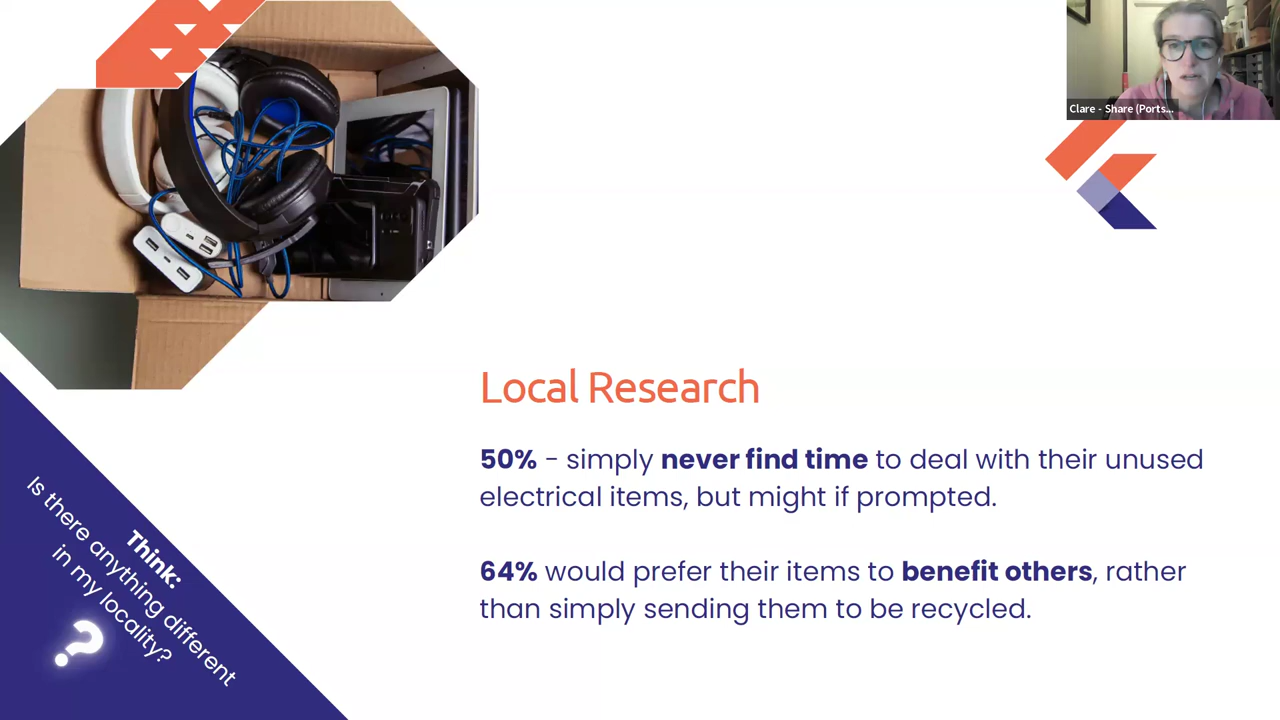 Clare - Share (Ports...
Local Research
50% - simply never find time to deal with their unused
electrical items, but might if prompted.
64% would prefer their items to benefit others, rather
than simply sending them to be recycled.
Think:
Is there anything different
in my locality?
?